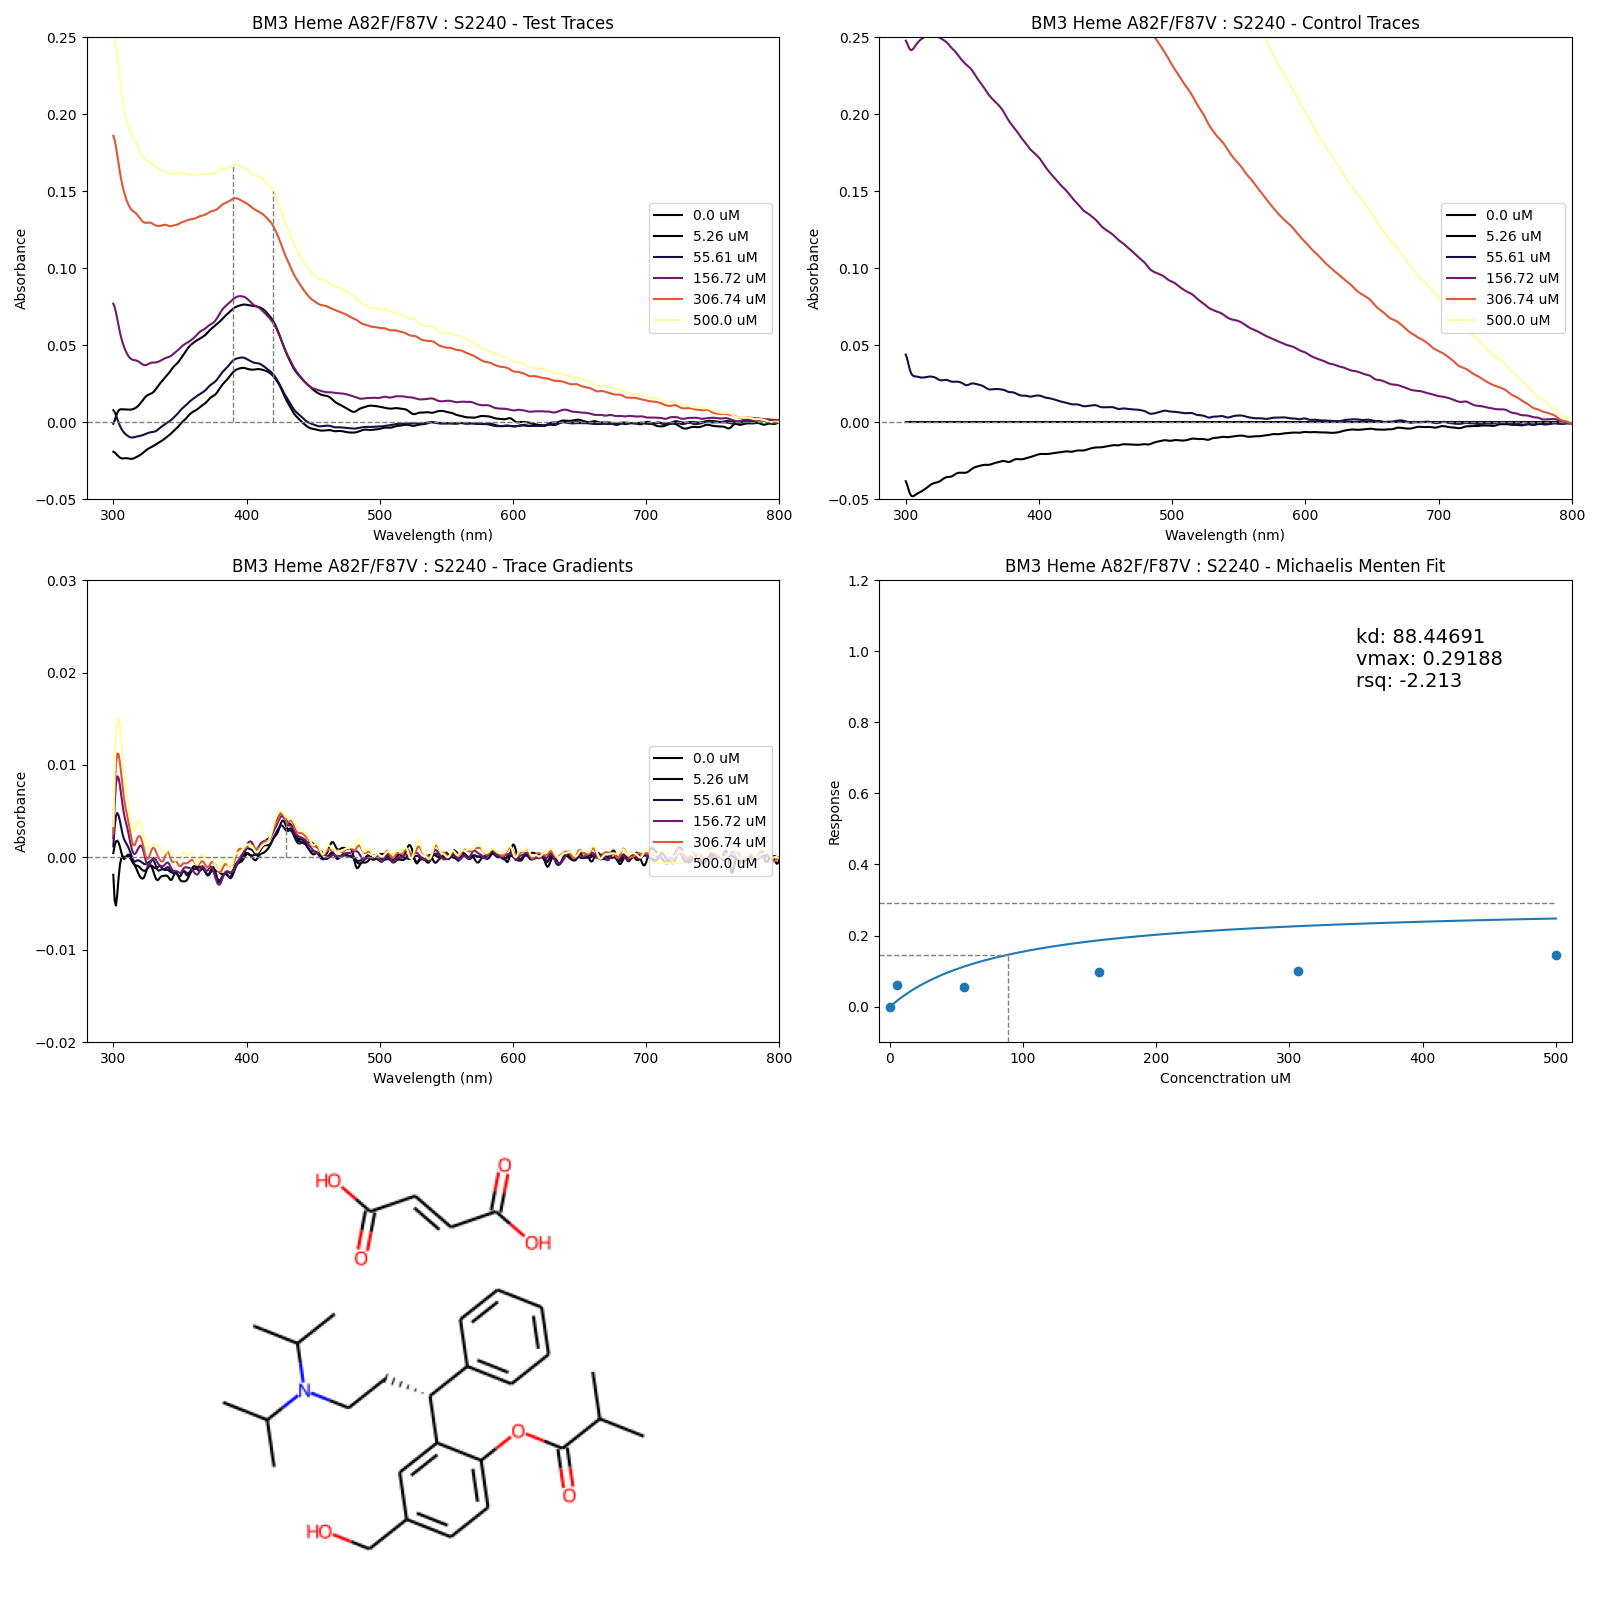 BM3 Heme A82F/F87V : S2240 - Test Traces
0.25
0.20
0.15
0.10
0.05
0.00
−0.05
Absorbance
0.0 uM
5.26 uM
55.61 uM
156.72 uM
306.74 uM
500.0 uM
300 400 500 600 700 800
Wavelength (nm)
BM3 Heme A82F/F87V : S2240 - Control Traces
0.25
0.20
0.15
0.10
0.05
0.00
−0.05
Absorbance
0.0 uM
5.26 uM
55.61 uM
156.72 uM
306.74 uM
500.0 uM
300 400 500 600 700 800
Wavelength (nm)
BM3 Heme A82F/F87V : S2240 - Trace Gradients
0.03
0.02
0.01
0.00
−0.01
−0.02
Absorbance
0.0 uM
5.26 uM
55.61 uM
156.72 uM
306.74 uM
500.0 uM
300 400 500 600 700 800
Wavelength (nm)
BM3 Heme A82F/F87V : S2240 - Michaelis Menten Fit
1.2
1.0
0.8
0.6
0.4
0.2
0.0
Response
kd: 88.44691
vmax: 0.29188
rsq: -2.213
0 100 200 300 400 500
Concenctration uM
O
HO
OH
O
N
O
O
HO